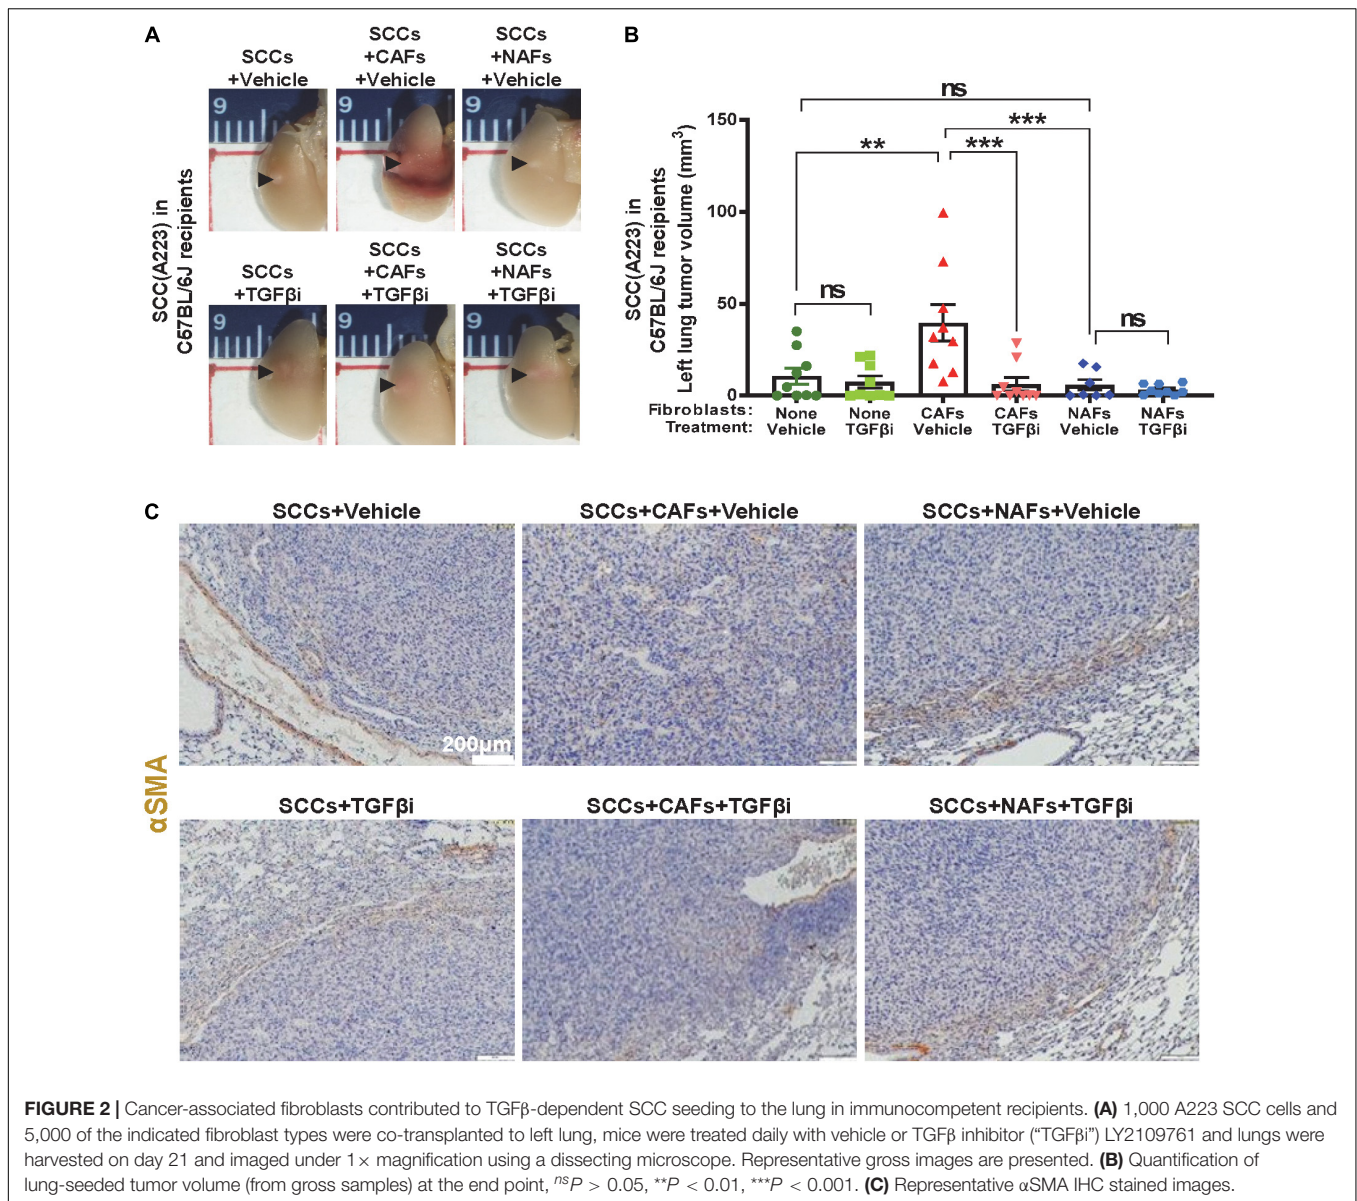 A
SCCs
+Vehicle
SCCs
+CAFs
+Vehicle
SCCs
+NAFs
+Vehicle
9
9
9
SCC(A223) in
C57BL/6J recipients
SCCs
+TGFβi
SCCs
+CAFs
+TGFβi
SCCs
+NAFs
+TGFβi
9
9
9
B
SCC(A223) in
C57BL/6J recipients
Left lung tumor volume (mm³)
150
100
50
0
ns
***
**
***
ns
ns
Fibroblasts: None None CAFs CAFs NAFs NAFs
Treatment: Vehicle TGFβi Vehicle TGFβi Vehicle TGFβi
C
αSMA
SCCs+Vehicle
SCCs+CAFs+Vehicle
SCCs+NAFs+Vehicle
200μm
SCCs+TGFβi
SCCs+CAFs+TGFβi
SCCs+NAFs+TGFβi
FIGURE 2 | Cancer-associated fibroblasts contributed to TGFβ-dependent SCC seeding to the lung in immunocompetent recipients. (A) 1,000 A223 SCC cells and
5,000 of the indicated fibroblast types were co-transplanted to left lung, mice were treated daily with vehicle or TGFβ inhibitor (“TGFβi”) LY2109761 and lungs were
harvested on day 21 and imaged under 1× magnification using a dissecting microscope. Representative gross images are presented. (B) Quantification of
lung-seeded tumor volume (from gross samples) at the end point, nsP > 0.05, **P < 0.01, ***P < 0.001. (C) Representative αSMA IHC stained images.